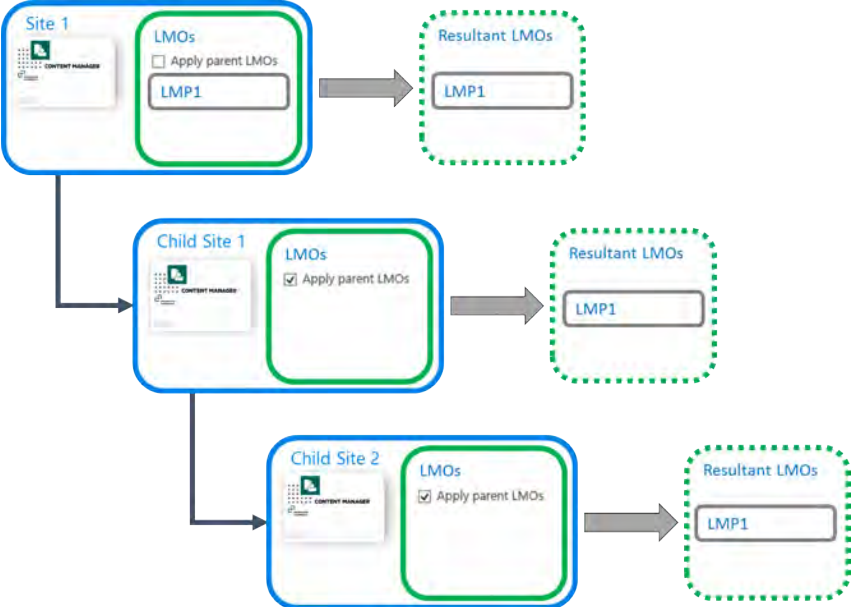 Site 1
CONTENT MANAGER
LMOs
Apply parent LMOs
LMP1
Resultant LMOs
LMP1
Child Site 1
CONTENT MANAGER
LMOs
Apply parent LMOs
Resultant LMOs
LMP1
Child Site 2
CONTENT MANAGER
LMOs
Apply parent LMOs
Resultant LMOs
LMP1